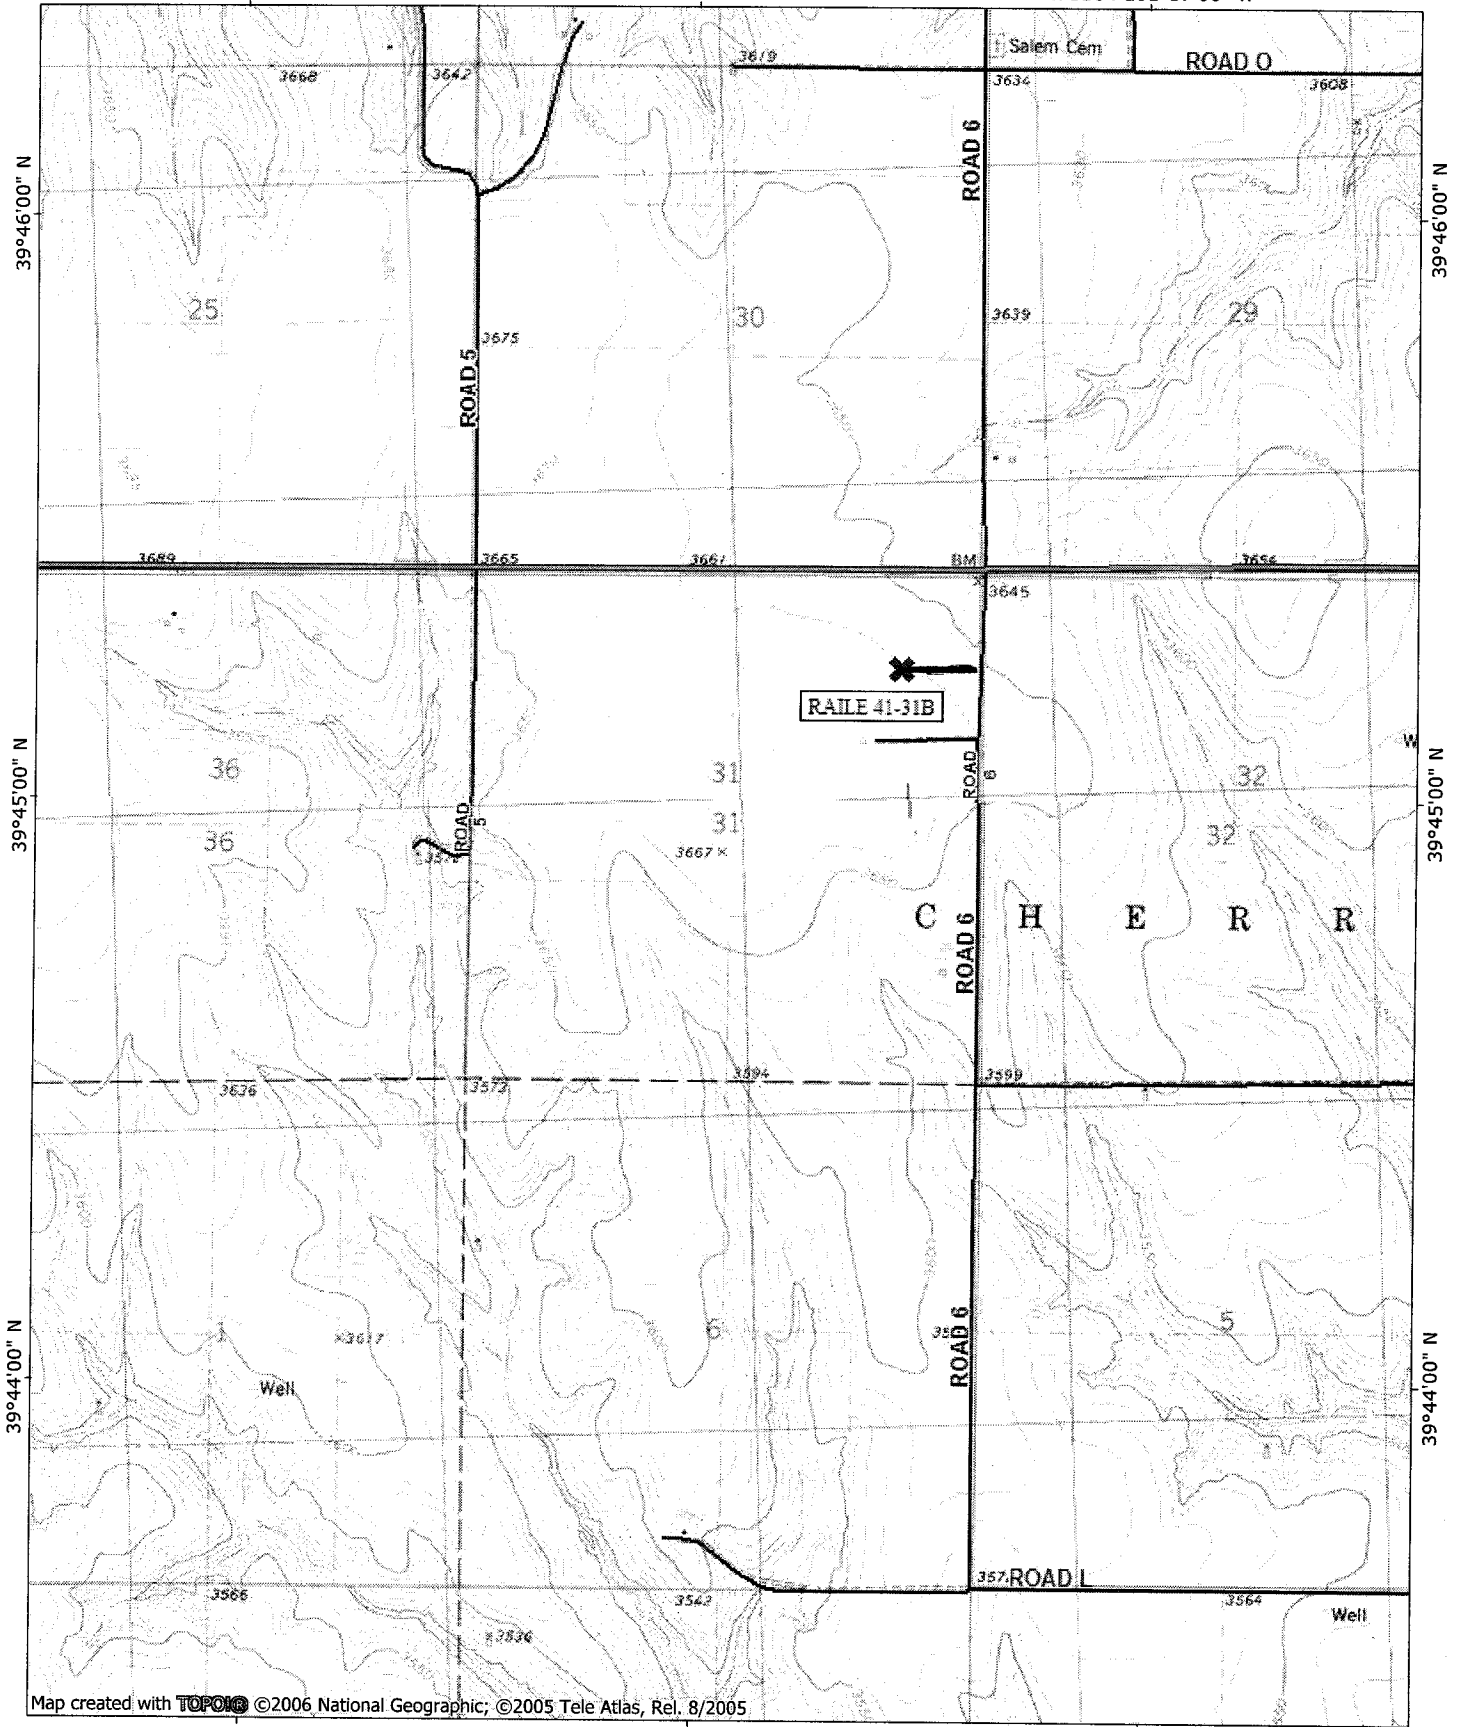 Salem Cem
ROAD O
3619
3668
3642
3634
3608
ROAD 6
39°46'00" N
39°46'00" N
25
30
29
3639
3675
ROAD 5
3689
3665
3661
BM
3656
3645
RAILE 41-31B
ROAD 6
39°45'00" N
39°45'00" N
36
31
32
36
31
32
ROAD 5
3667×
C H E R R
ROAD 6
3636
3573
3594
3599
39°44'00" N
39°44'00" N
6
5
×3617
ROAD 6
Well
3566
3542
ROAD L
3564
Well
×3536
Map created with TOPO!® ©2006 National Geographic; ©2005 Tele Atlas, Rel. 8/2005